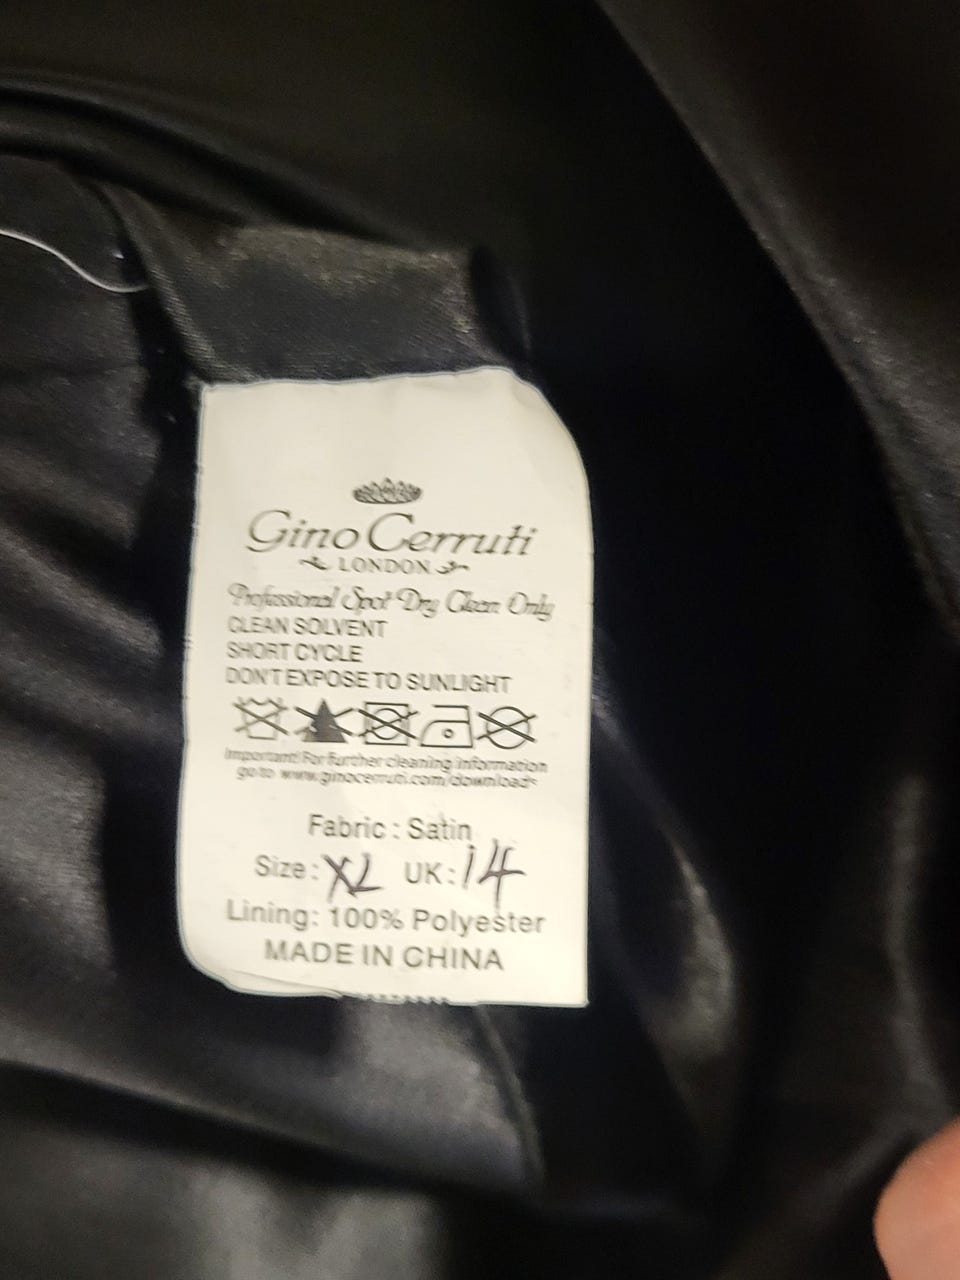 Gino Cerruti
LONDON
Professional Spot Dry Clean Only
CLEAN SOLVENT
SHORT CYCLE
DON'T EXPOSE TO SUNLIGHT
Important! For Further cleaning information
go to www.ginocerruti.com/downloads
Fabric : Satin
Size: XL UK: 14
Lining: 100% Polyester
MADE IN CHINA